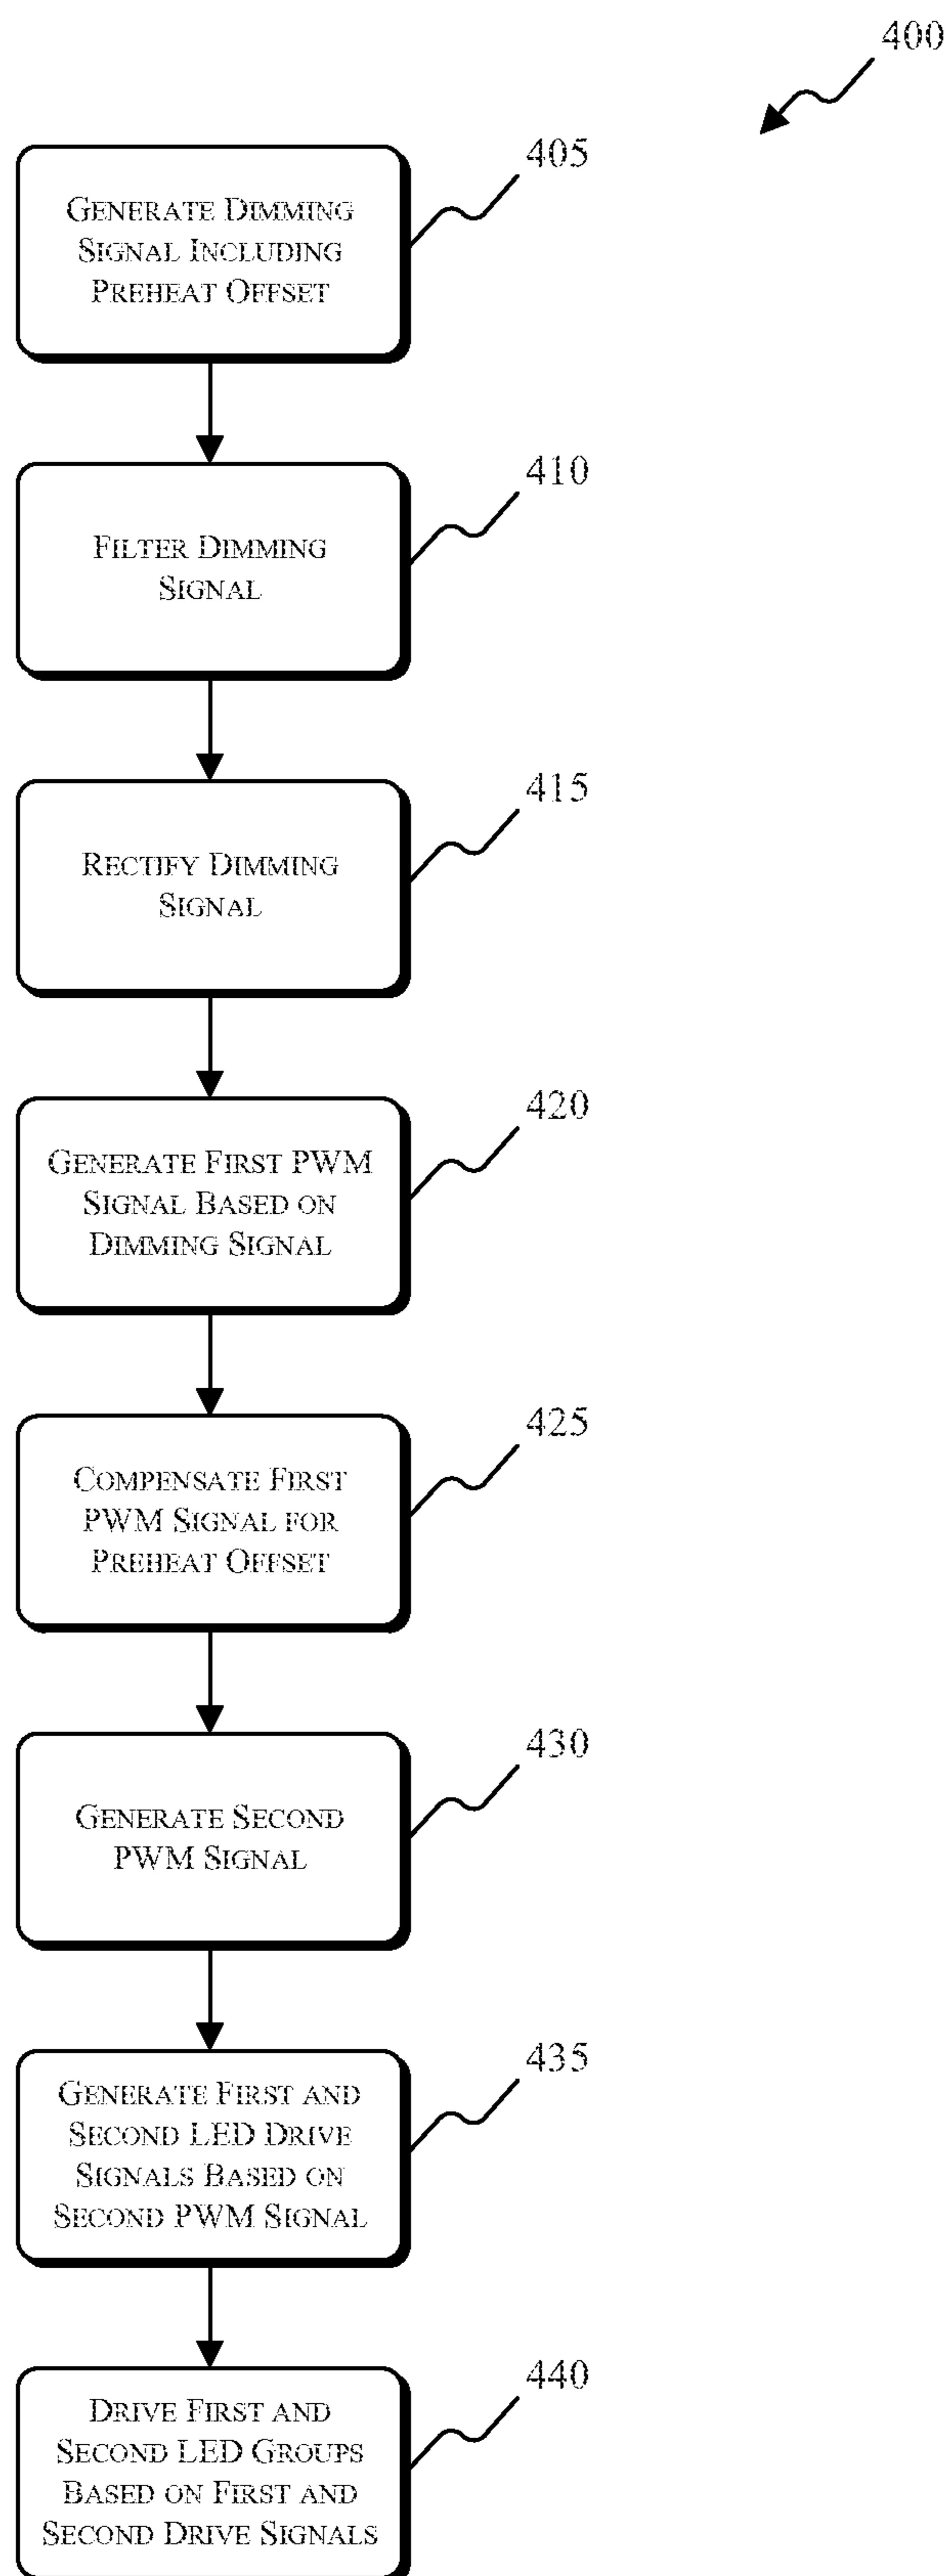 400
405
GENERATE DIMMING
SIGNAL INCLUDING
PREHEAT OFFSET
410
FILTER DIMMING
SIGNAL
415
RECTIFY DIMMING
SIGNAL
420
GENERATE FIRST PWM
SIGNAL BASED ON
DIMMING SIGNAL
425
COMPENSATE FIRST
PWM SIGNAL FOR
PREHEAT OFFSET
430
GENERATE SECOND
PWM SIGNAL
435
GENERATE FIRST AND
SECOND LED DRIVE
SIGNALS BASED ON
SECOND PWM SIGNAL
440
DRIVE FIRST AND
SECOND LED GROUPS
BASED ON FIRST AND
SECOND DRIVE SIGNALS